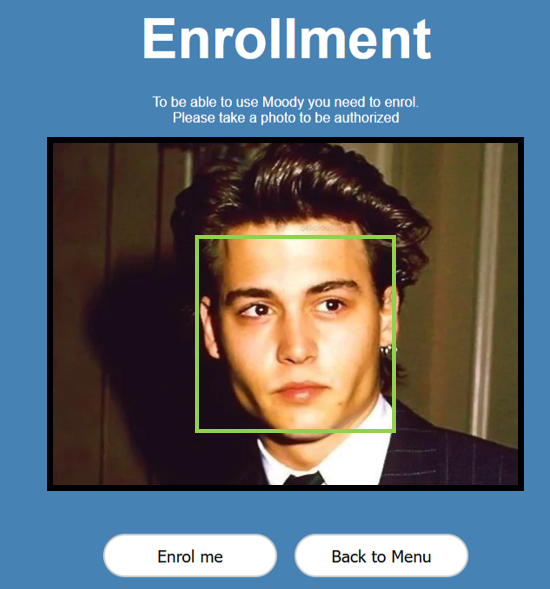 Enrollment
To be able to use Moody you need to enrol.
Please take a photo to be authorized
Enrol me
Back to Menu